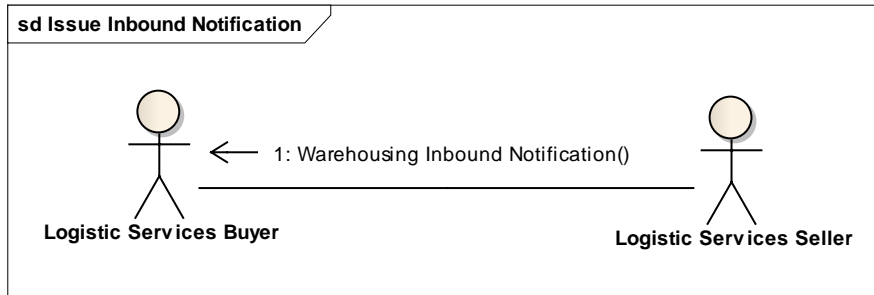 sd Issue Inbound Notification
1: Warehousing Inbound Notification()
Logistic Services Buyer
Logistic Services Seller